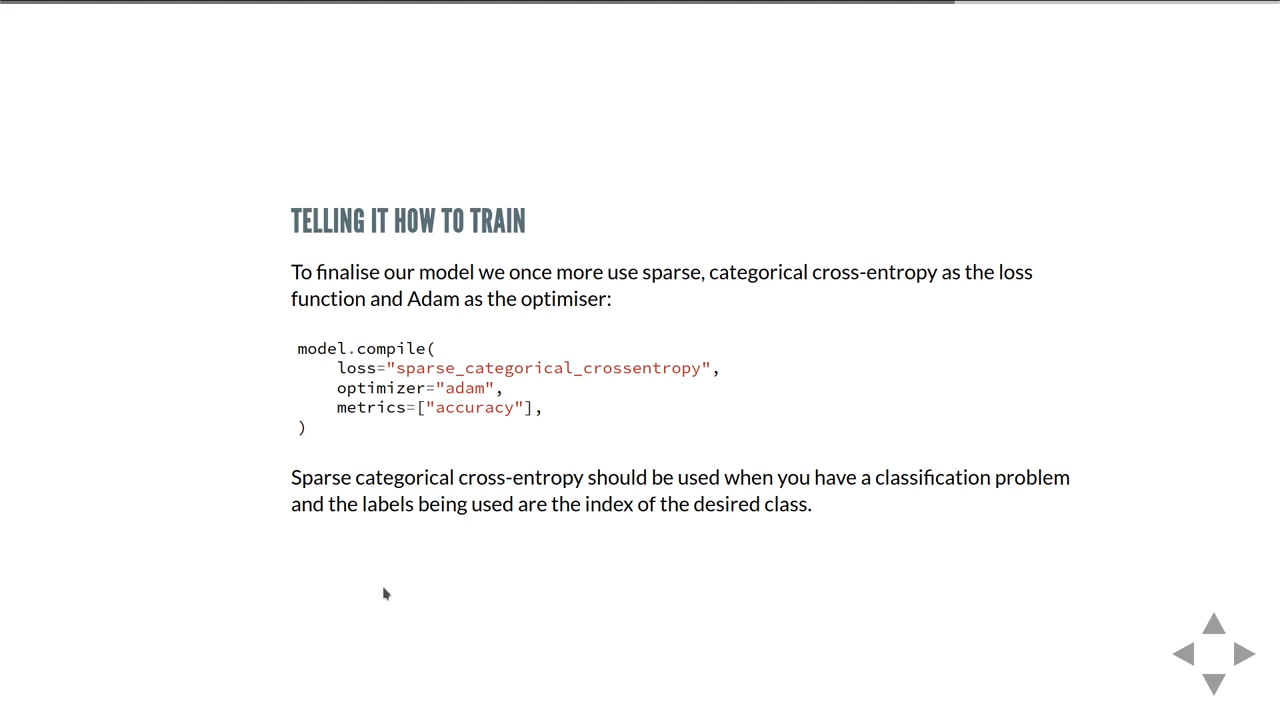 TELLING IT HOW TO TRAIN
To finalise our model we once more use sparse, categorical cross-entropy as the loss
function and Adam as the optimiser:
model.compile(
    loss="sparse_categorical_crossentropy",
    optimizer="adam",
    metrics=["accuracy"],
)
Sparse categorical cross-entropy should be used when you have a classification problem
and the labels being used are the index of the desired class.